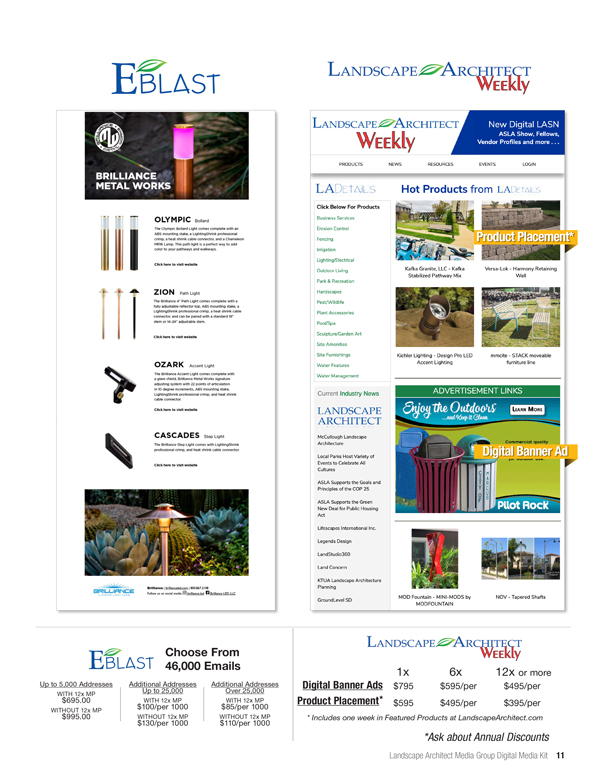 EBLAST
LANDSCAPE ARCHITECT
Weekly
BRILLIANCE
METAL WORKS
OLYMPIC Bollard
The Olympic Bollard Light comes complete with an
ABS mounting stake, a LightingShrink professional
crimp, a heat shrink cable connector, and a Chameleon
MR16 Lamp. This path light is a perfect way to add
color to your pathways and walkways.
Click here to visit website
ZION Path Light
The Brilliance 4" Path Light comes complete with a
fully adjustable reflector top, ABS mounting stake, a
LightingShrink professional crimp, a heat shrink cable
connector, and can be paired with a standard 18"
stem or 14-24" adjustable stem.
Click here to visit website
OZARK Accent Light
The Brilliance Accent Light comes complete with
a glare shield, Brilliance Metal Works signature
adjusting system with 22 points of articulation
in 10 degree increments, ABS mounting stake,
LightingShrink professional crimp, and heat shrink
cable connector
Click here to visit website
CASCADES Step Light
The Brilliance Step Light comes with LightingShrink
professional crimp, and heat shrink cable connector
Click here to visit website
BRILLIANCE
Follow us on social media
LANDSCAPE ARCHITECT
Weekly
New Digital LASN
ASLA Show, Fellows,
Vendor Profiles and more . . .
PRODUCTS NEWS RESOURCES EVENTS LOGIN
LADETAILS
Hot Products from LADETAILS
Click Below For Products
Business Services
Erosion Control
Fencing
Irrigation
Lighting/Electrical
Outdoor Living
Park & Recreation
Hardscapes
Pest/Wildlife
Plant Accessories
Pool/Spa
Sculpture/Garden Art
Site Amenities
Site Furnishings
Water Features
Water Management
Product Placement*
Kafka Granite, LLC - Kafka
Stabilized Pathway Mix
Versa-Lok - Harmony Retaining
Wall
Kichler Lighting - Design Pro LED
Accent Lighting
mmcite - STACK moveable
furniture line
Current Industry News
LANDSCAPE
ARCHITECT
McCullough Landscape
Architecture
Local Parks Host Variety of
Events to Celebrate All
Cultures
ASLA Supports the Goals and
Principles of the COP 25
ASLA Supports the Green
New Deal for Public Housing
Act
Lifescapes International Inc.
Legends Design
LandStudio360
Land Concern
KTUA Landscape Architecture
Planning
GroundLevel SD
ADVERTISEMENT LINKS
Enjoy the Outdoors
...and Keep it Clean.
LEARN MORE
Commercial quality
Digital Banner Ad
Pilot Rock
MOD Fountain - MINI-MODS by
MODFOUNTAIN
NOV - Tapered Shafts
EBLAST
Choose From
46,000 Emails
Up to 5,000 Addresses
WITH 12x MP
$695.00
WITHOUT 12x MP
$995.00
Additional Addresses
Up to 25,000
WITH 12x MP
$100/per 1000
WITHOUT 12x MP
$130/per 1000
Additional Addresses
Over 25,000
WITH 12x MP
$85/per 1000
WITHOUT 12x MP
$110/per 1000
LANDSCAPE ARCHITECT
Weekly
1x 6x 12x or more
Digital Banner Ads $795 $595/per $495/per
Product Placement* $595 $495/per $395/per
* Includes one week in Featured Products at LandscapeArchitect.com
*Ask about Annual Discounts
Landscape Architect Media Group Digital Media Kit 11